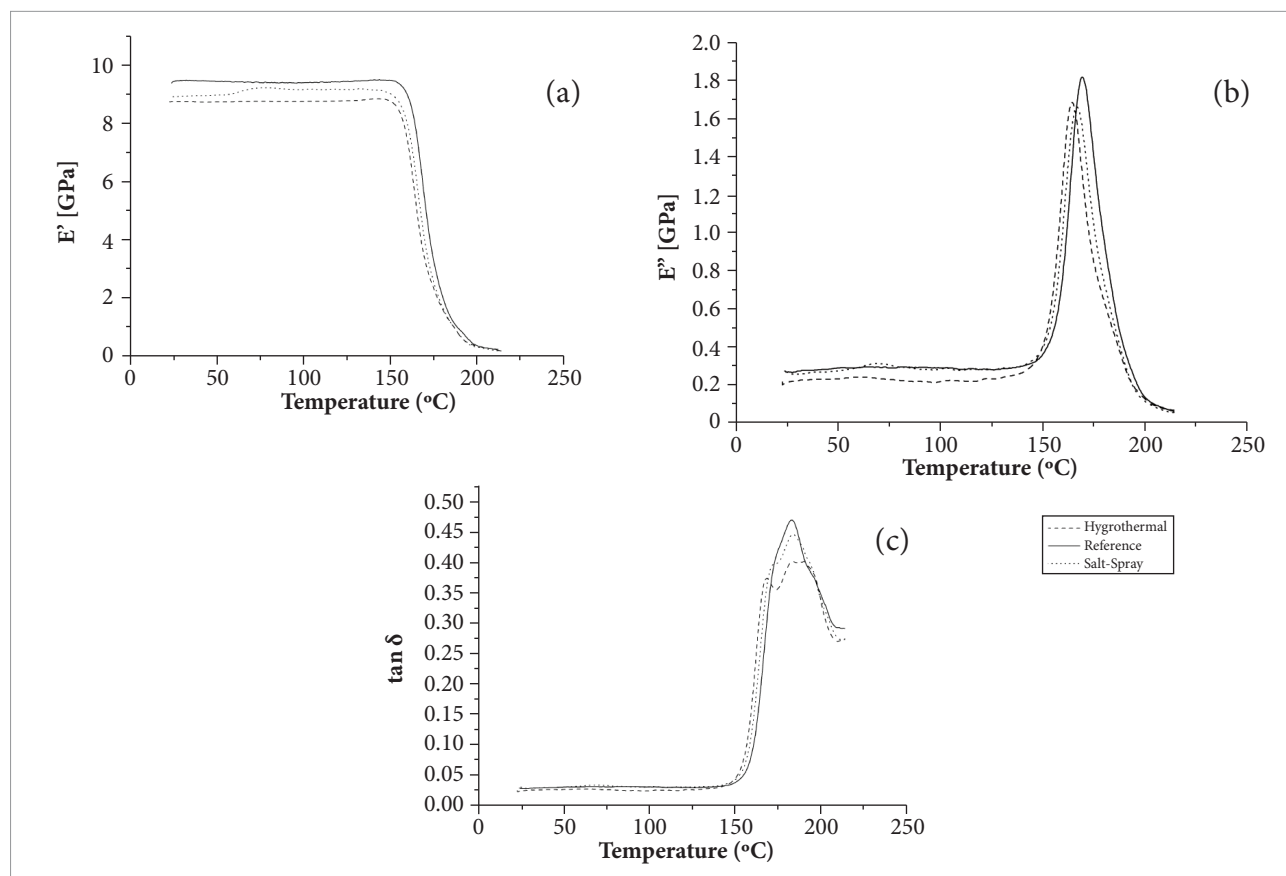 (a)
E' [GPa]
10
8
6
4
2
0
0 50 100 150 200 250
Temperature (ºC)
(b)
E” [GPa]
2.0
1.8
1.6
1.4
1.2
1.0
0.8
0.6
0.4
0.2
0
0 50 100 150 200 250
Temperature (ºC)
(c)
tan δ
0.50
0.45
0.40
0.35
0.30
0.25
0.20
0.15
0.10
0.05
0.00
0 50 100 150 200 250
Temperature (ºC)
Hygrothermal
Reference
Salt-Spray